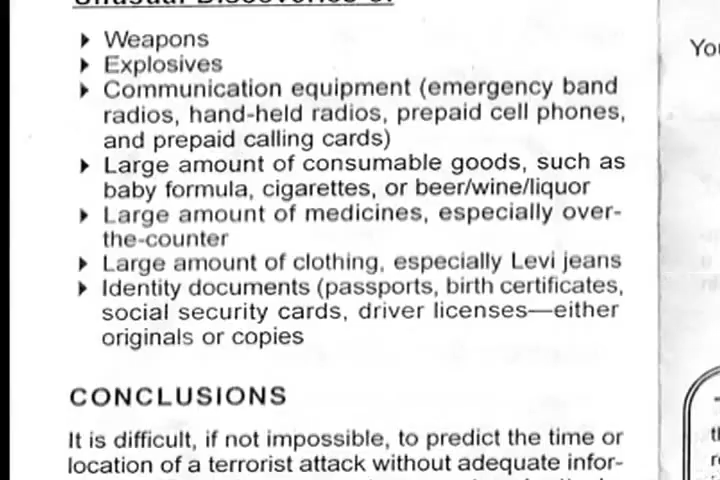 Unusual Discoveries of
▸ Weapons
▸ Explosives
▸ Communication equipment (emergency band
radios, hand-held radios, prepaid cell phones,
and prepaid calling cards)
▸ Large amount of consumable goods, such as
baby formula, cigarettes, or beer/wine/liquor
▸ Large amount of medicines, especially over-
the-counter
▸ Large amount of clothing, especially Levi jeans
▸ Identity documents (passports, birth certificates,
social security cards, driver licenses—either
originals or copies
CONCLUSIONS
It is difficult, if not impossible, to predict the time or
location of a terrorist attack without adequate infor-